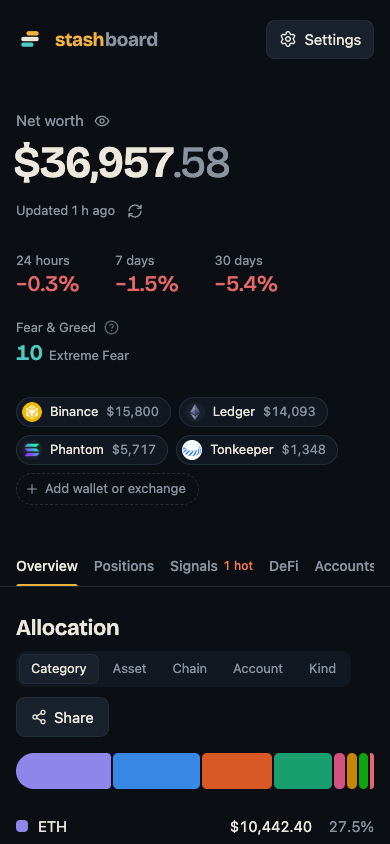 stashboard
Settings
Net worth
$36,957.58
Updated 1 h ago
24 hours 7 days 30 days
−0.3% −1.5% −5.4%
Fear & Greed ?
10 Extreme Fear
Binance $15,800 Ledger $14,093
Phantom $5,717 Tonkeeper $1,348
+ Add wallet or exchange
Overview Positions Signals 1 hot DeFi Accounts
Allocation
Category Asset Chain Account Kind
Share
ETH $10,442.40 27.5%